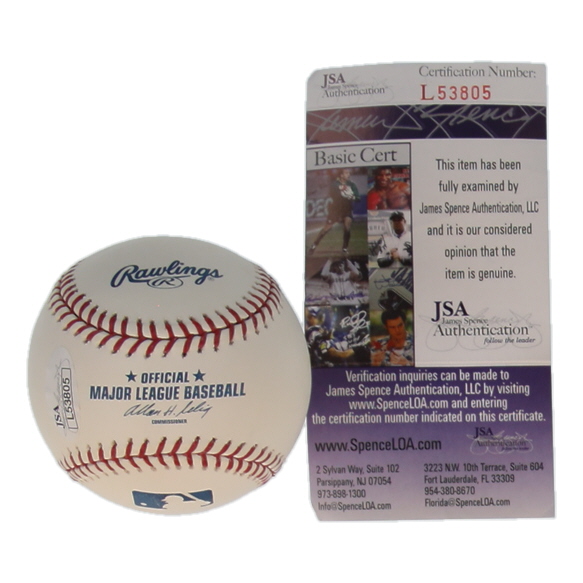 Rawlings
R
★ OFFICIAL ★
MAJOR LEAGUE BASEBALL
Allan H. Selig
COMMISSIONER
JSA
L53805
JSA
James Spence
Authentication
Certification Number:
L53805
James Spence
Basic Cert
This item has been
fully examined by
James Spence Authentication, LLC
and it is our considered
opinion that the
item is genuine.
JSA
James Spence
Authentication
follow the leader
Verification inquiries can be made to
James Spence Authentication, LLC by visiting
www.SpenceLOA.com and entering
the certification number indicated on this certificate.
www.SpenceLOA.com
JSA
Authentication
2 Sylvan Way, Suite 102
Parsippany, NJ 07054
973-898-1300
Info@SpenceLOA.com
3223 N.W. 10th Terrace, Suite 604
Fort Lauderdale, FL 33309
954-380-8670
Florida@SpenceLOA.com